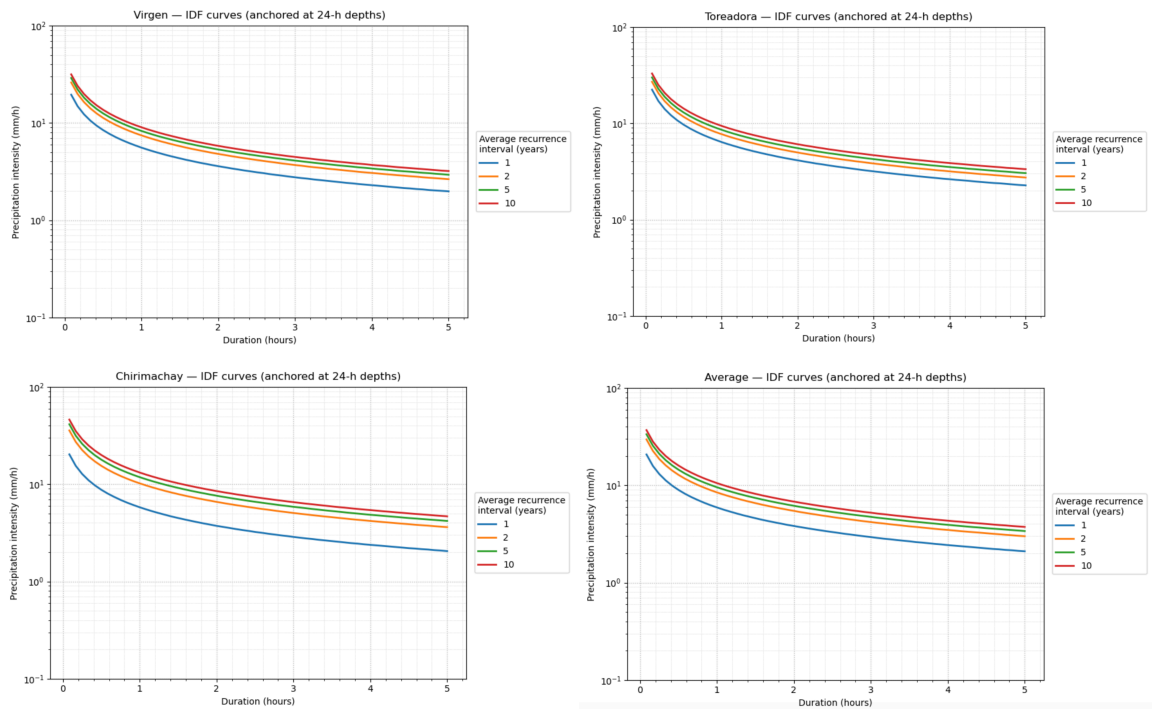 Virgen — IDF curves (anchored at 24-h depths)
Precipitation intensity (mm/h)
10²
10¹
10⁰
10⁻¹
0 1 2 3 4 5
Duration (hours)
Average recurrence
interval (years)
1
2
5
10
Toreadora — IDF curves (anchored at 24-h depths)
Precipitation intensity (mm/h)
10²
10¹
10⁰
10⁻¹
0 1 2 3 4 5
Duration (hours)
Average recurrence
interval (years)
1
2
5
10
Chirimachay — IDF curves (anchored at 24-h depths)
Precipitation intensity (mm/h)
10²
10¹
10⁰
10⁻¹
0 1 2 3 4 5
Duration (hours)
Average recurrence
interval (years)
1
2
5
10
Average — IDF curves (anchored at 24-h depths)
Precipitation intensity (mm/h)
10²
10¹
10⁰
10⁻¹
0 1 2 3 4 5
Duration (hours)
Average recurrence
interval (years)
1
2
5
10